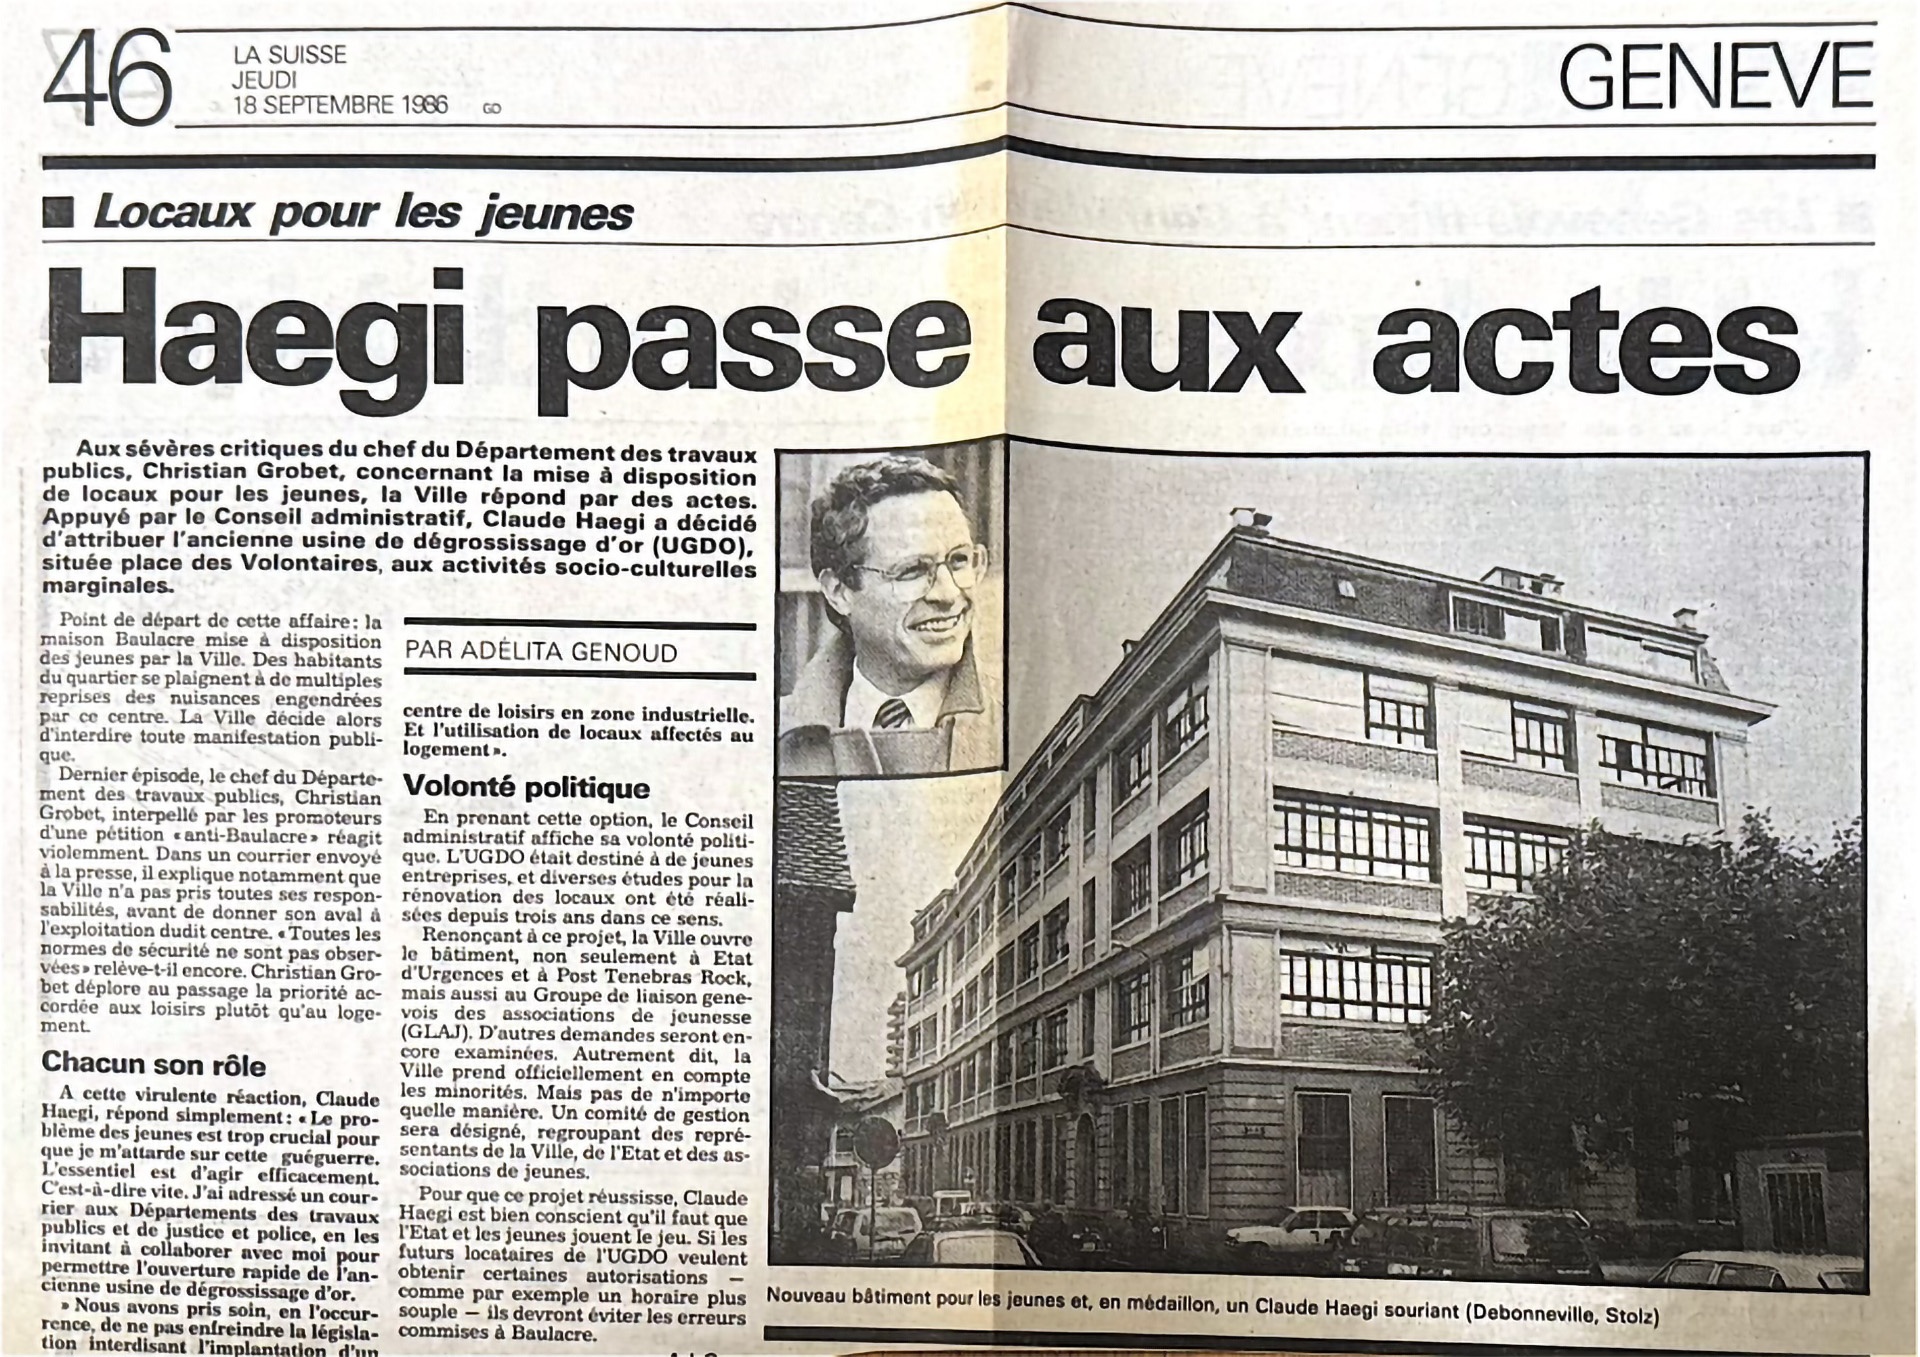 46
LA SUISSE
JEUDI
18 SEPTEMBRE 1986 GO
GENEVE
■ Locaux pour les jeunes
Haegi passe aux actes
Aux sévères critiques du chef du Département des travaux
publics, Christian Grobet, concernant la mise à disposition
de locaux pour les jeunes, la Ville répond par des actes.
Appuyé par le Conseil administratif, Claude Haegi a décidé
d'attribuer l'ancienne usine de dégrossissage d'or (UGDO),
située place des Volontaires, aux activités socio-culturelles
marginales.
Point de départ de cette affaire: la
maison Baulacre mise à disposition
des jeunes par la Ville. Des habitants
du quartier se plaignent à de multiples
reprises des nuisances engendrées
par ce centre. La Ville décide alors
d'interdire toute manifestation publi-
que.
Dernier épisode, le chef du Départe-
ment des travaux publics, Christian
Grobet, interpellé par les promoteurs
d'une pétition «anti-Baulacre» réagit
violemment. Dans un courrier envoyé
à la presse, il explique notamment que
la Ville n'a pas pris toutes ses respon-
sabilités, avant de donner son aval à
l'exploitation dudit centre. «Toutes les
normes de sécurité ne sont pas obser-
vées» relève-t-il encore. Christian Gro-
bet déplore au passage la priorité ac-
cordée aux loisirs plutôt qu'au loge-
ment.
Chacun son rôle
A cette virulente réaction, Claude
Haegi, répond simplement: «Le pro-
blème des jeunes est trop crucial pour
que je m'attarde sur cette guéguerre.
L'essentiel est d'agir efficacement.
C'est-à-dire vite. J'ai adressé un cour-
rier aux Départements des travaux
publics et de justice et police, en les
invitant à collaborer avec moi pour
permettre l'ouverture rapide de l'an-
cienne usine de dégrossissage d'or.
» Nous avons pris soin, en l'occur-
rence, de ne pas enfreindre la législa-
tion interdisant l'implantation d'un
PAR ADÉLITA GENOUD
centre de loisirs en zone industrielle.
Et l'utilisation de locaux affectés au
logement».
Volonté politique
En prenant cette option, le Conseil
administratif affiche sa volonté politi-
que. L'UGDO était destiné à de jeunes
entreprises, et diverses études pour la
rénovation des locaux ont été réali-
sées depuis trois ans dans ce sens.
Renonçant à ce projet, la Ville ouvre
le bâtiment, non seulement à Etat
d'Urgences et à Post Tenebras Rock,
mais aussi au Groupe de liaison gene-
vois des associations de jeunesse
(GLAJ). D'autres demandes seront en-
core examinées. Autrement dit, la
Ville prend officiellement en compte
les minorités. Mais pas de n'importe
quelle manière. Un comité de gestion
sera désigné, regroupant des repré-
sentants de la Ville, de l'Etat et des as-
sociations de jeunes.
Pour que ce projet réussisse, Claude
Haegi est bien conscient qu'il faut que
l'Etat et les jeunes jouent le jeu. Si les
futurs locataires de l'UGDO veulent
obtenir certaines autorisations —
comme par exemple un horaire plus
souple — ils devront éviter les erreurs
commises à Baulacre.
Nouveau bâtiment pour les jeunes et, en médaillon, un Claude Haegi souriant (Debonneville, Stolz)